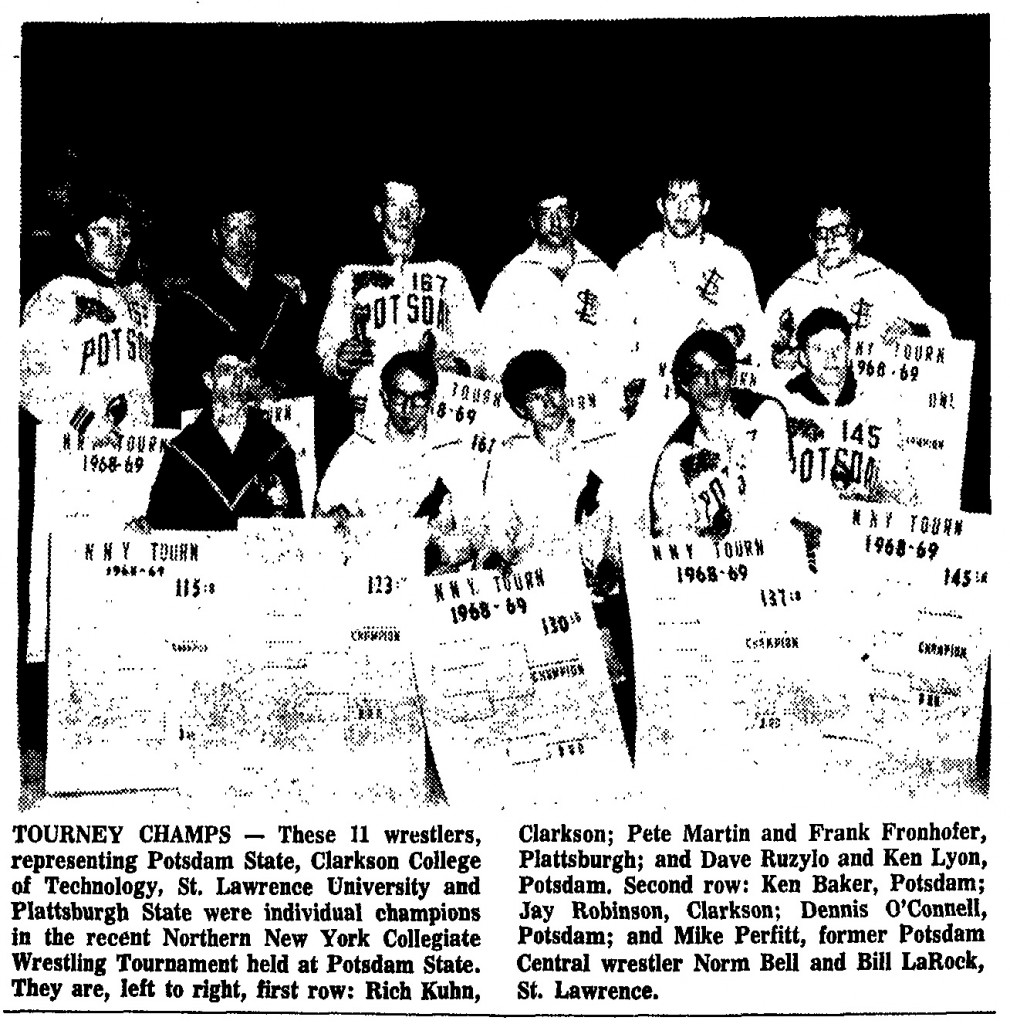 167
POTSDA
POTS
N N Y TOURN
1968-69
145
POTSDA
N N Y TOURN
1968-69
115
CHAMPION
123
CHAMPION
N N Y TOURN
1968-69
130
CHAMPION
N N Y TOURN
1968-69
137
CHAMPION
N N Y TOURN
1968-69
145
CHAMPION
TOURNEY CHAMPS — These 11 wrestlers,
representing Potsdam State, Clarkson College
of Technology, St. Lawrence University and
Plattsburgh State were individual champions
in the recent Northern New York Collegiate
Wrestling Tournament held at Potsdam State.
They are, left to right, first row: Rich Kuhn,
Clarkson; Pete Martin and Frank Fronhofer,
Plattsburgh; and Dave Ruzylo and Ken Lyon,
Potsdam. Second row: Ken Baker, Potsdam;
Jay Robinson, Clarkson; Dennis O'Connell,
Potsdam; and Mike Perfitt, former Potsdam
Central wrestler Norm Bell and Bill LaRock,
St. Lawrence.